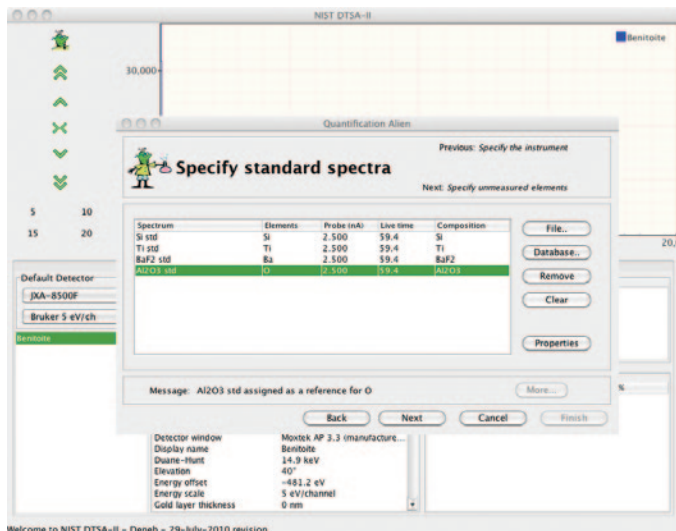 NIST DTSA-II
Benitoite
30,000
Quantification Alien
Previous: Specify the instrument
Specify standard spectra
Next: Specify unmeasured elements
5 10
15 20
20,
Spectrum Elements Probe (nA) Live time Composition
Si std Si 2.500 59.4 Si
Ti std Ti 2.500 59.4 Ti
BaF2 std Ba 2.500 59.4 BaF2
Al2O3 std O 2.500 59.4 Al2O3
File..
Database..
Remove
Clear
Properties
Default Detector
JXA-8500F
Bruker 5 eV/ch
Benitoite
%
Message: Al2O3 std assigned as a reference for O
More...
Back Next Cancel Finish
Detector window Moxtek AP 3.3 (manufacture...
Display name Benitoite
Duane-Hunt 14.9 keV
Elevation 40°
Energy offset -481.2 eV
Energy scale 5 eV/channel
Gold layer thickness 0 nm
Welcome to NIST DTSA-II - Deneb - 29-July-2010 revision